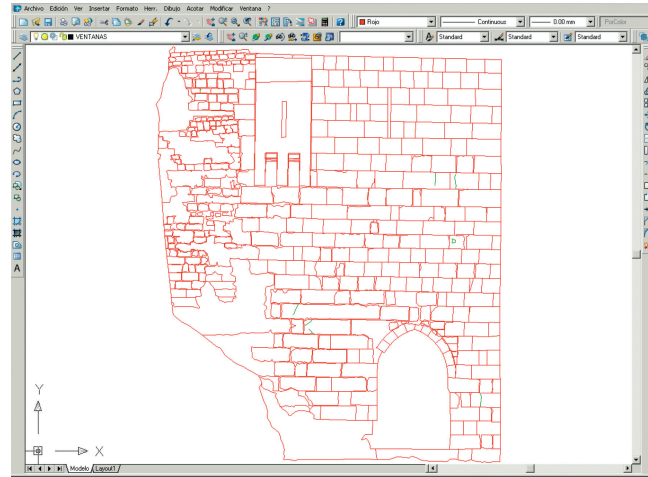 Archivo Edición Ver Insertar Formato Herr. Dibujo Acotar Modificar Ventana ?
Rojo Continuous 0.00 mm PorColor
VENTANAS Standard Standard Standard
A
D
Y
X
Modelo Layout1